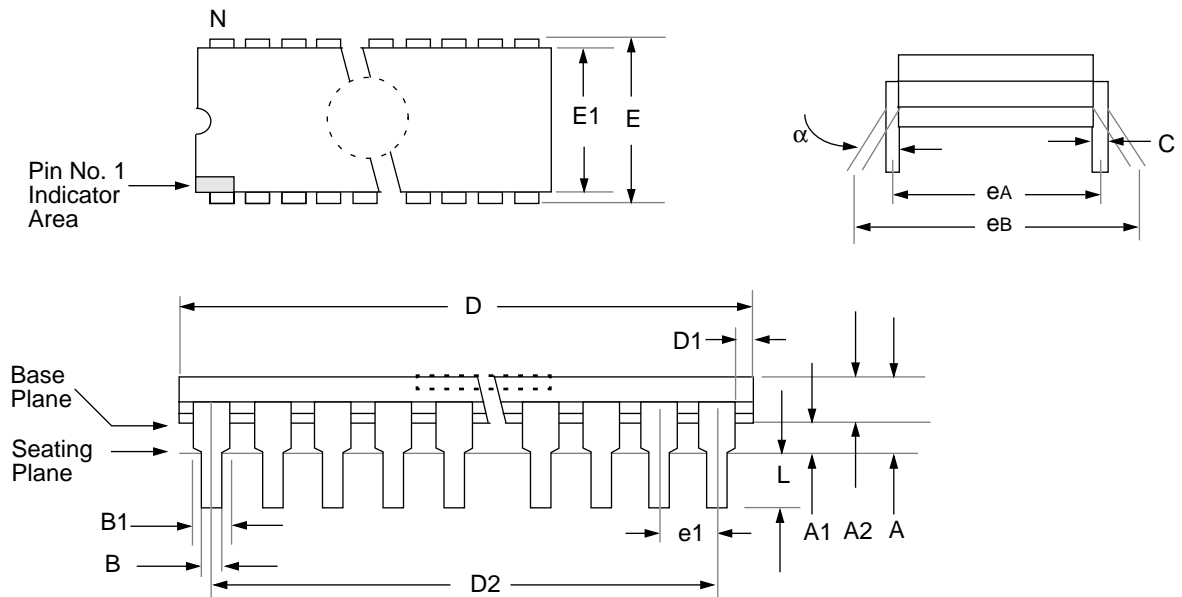 N
E1
E
Pin No. 1
Indicator
Area
α
C
eA
eB
D
D1
Base
Plane
Seating
Plane
L
B1
e1
A1
A2
A
B
D2